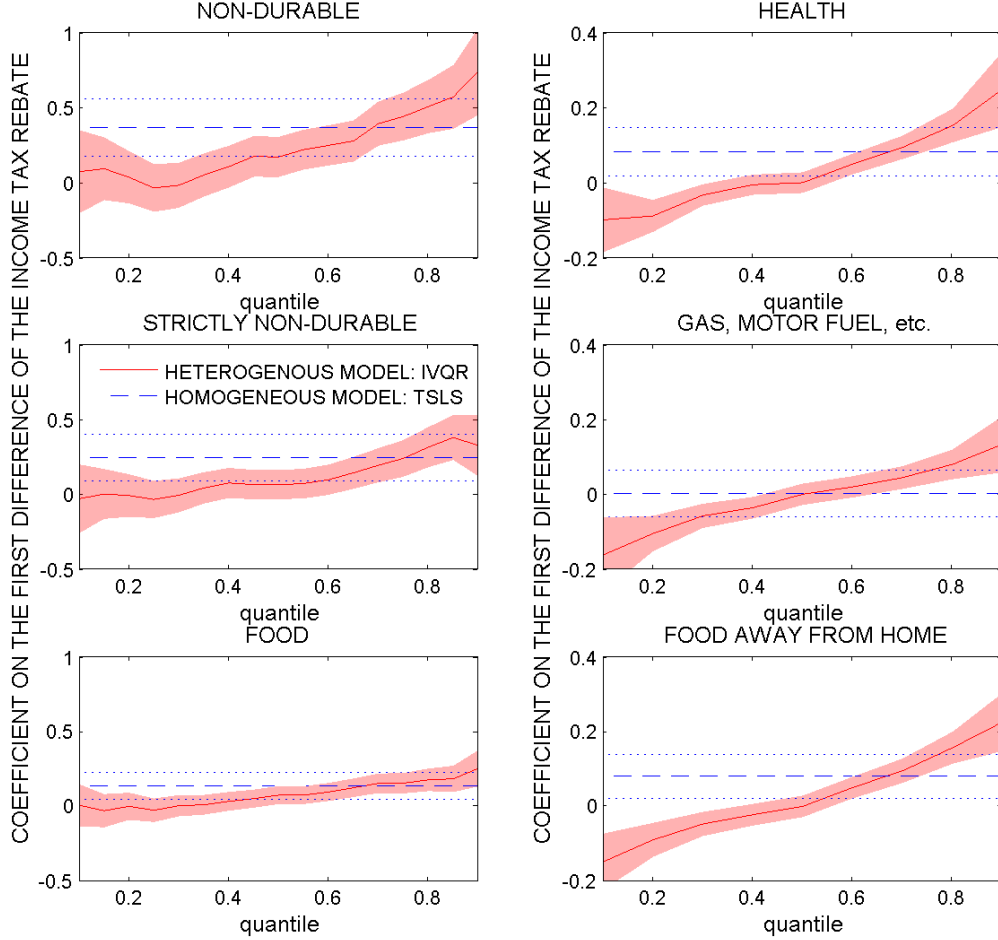 COEFFICIENT ON THE FIRST DIFFERENCE OF THE INCOME TAX REBATE
NON-DURABLE
1
0.5
0
-0.5
0.2 0.4 0.6 0.8
quantile
STRICTLY NON-DURABLE
1
0.5
0
-0.5
HETEROGENOUS MODEL: IVQR
HOMOGENEOUS MODEL: TSLS
0.2 0.4 0.6 0.8
quantile
FOOD
1
0.5
0
-0.5
0.2 0.4 0.6 0.8
quantile
COEFFICIENT ON THE FIRST DIFFERENCE OF THE INCOME TAX REBATE
HEALTH
0.4
0.2
0
-0.2
0.2 0.4 0.6 0.8
quantile
GAS, MOTOR FUEL, etc.
0.4
0.2
0
-0.2
0.2 0.4 0.6 0.8
quantile
FOOD AWAY FROM HOME
0.4
0.2
0
-0.2
0.2 0.4 0.6 0.8
quantile